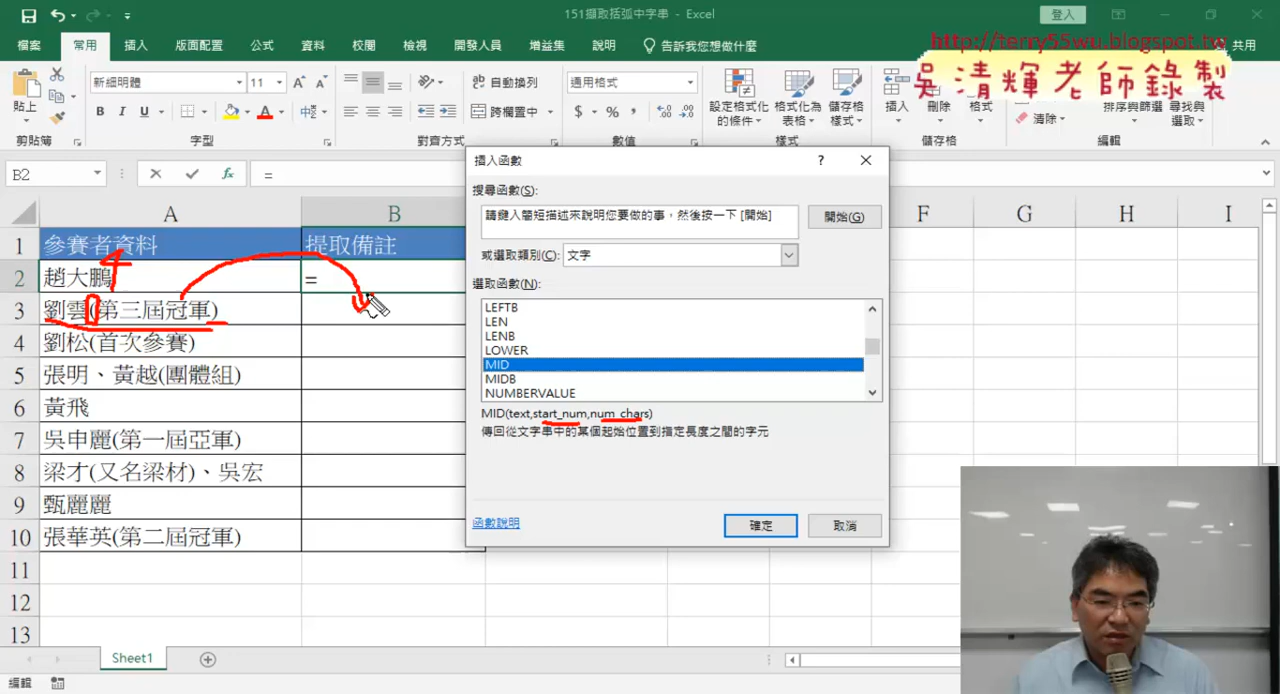 151擷取括弧中字串 - Excel
登入
檔案 常用 插入 版面配置 公式 資料 校閱 檢視 開發人員 增益集 說明 告訴我您想做什麼 共用
http://terry55wu.blogspot.tw
吳清輝老師錄製
貼上 新細明體 11 自動換列 通用格式
B I U A 中 跨欄置中 $ % , 設定格式化的條件 格式化為表格 儲存格樣式 插入 刪除 格式 清除 排序與篩選 尋找與選取
剪貼簿 字型 對齊方式 數值 樣式 儲存格 編輯
B2 fx =
A B F G H I
1 參賽者資料 提取備註
2 趙大鵬 =
4
3 劉雲(第三屆冠軍)
4 劉松(首次參賽)
5 張明、黃越(團體組)
6 黃飛
7 吳申麗(第一屆亞軍)
8 梁才(又名梁材)、吳宏
9 甄麗麗
10 張華英(第二屆冠軍)
11
12
13
插入函數 ?
搜尋函數(S):
請鍵入簡短描述來說明您要做的事，然後按一下 [開始]
開始(G)
或選取類別(C): 文字
選取函數(N):
LEFTB
LEN
LENB
LOWER
MID
MIDB
NUMBERVALUE
MID(text,start_num,num_chars)
傳回從文字串中的某個起始位置到指定長度之間的字元
函數說明 確定 取消
Sheet1
編輯